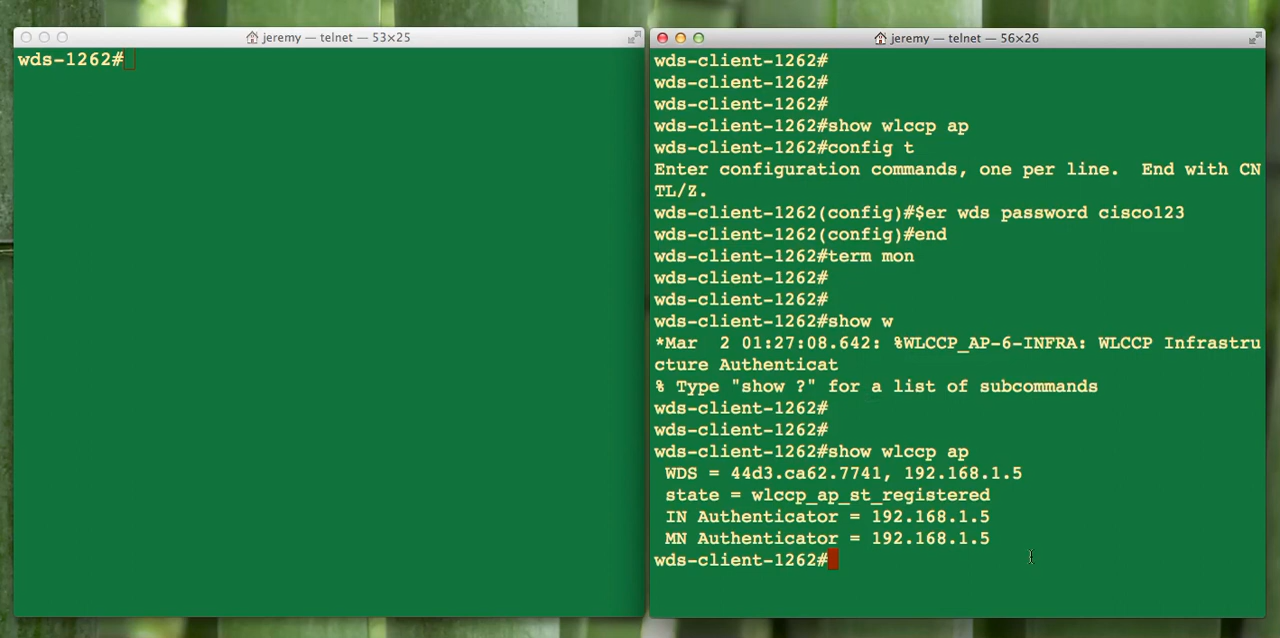 jeremy — telnet — 53×25
wds-1262#
jeremy — telnet — 56×26
wds-client-1262#
wds-client-1262#
wds-client-1262#
wds-client-1262#show wlccp ap
wds-client-1262#config t
Enter configuration commands, one per line.  End with CN
TL/Z.
wds-client-1262(config)#$er wds password cisco123
wds-client-1262(config)#end
wds-client-1262#term mon
wds-client-1262#
wds-client-1262#
wds-client-1262#show w
*Mar  2 01:27:08.642: %WLCCP_AP-6-INFRA: WLCCP Infrastru
cture Authenticat
% Type "show ?" for a list of subcommands
wds-client-1262#
wds-client-1262#
wds-client-1262#show wlccp ap
WDS = 44d3.ca62.7741, 192.168.1.5
state = wlccp_ap_st_registered
IN Authenticator = 192.168.1.5
MN Authenticator = 192.168.1.5
wds-client-1262#